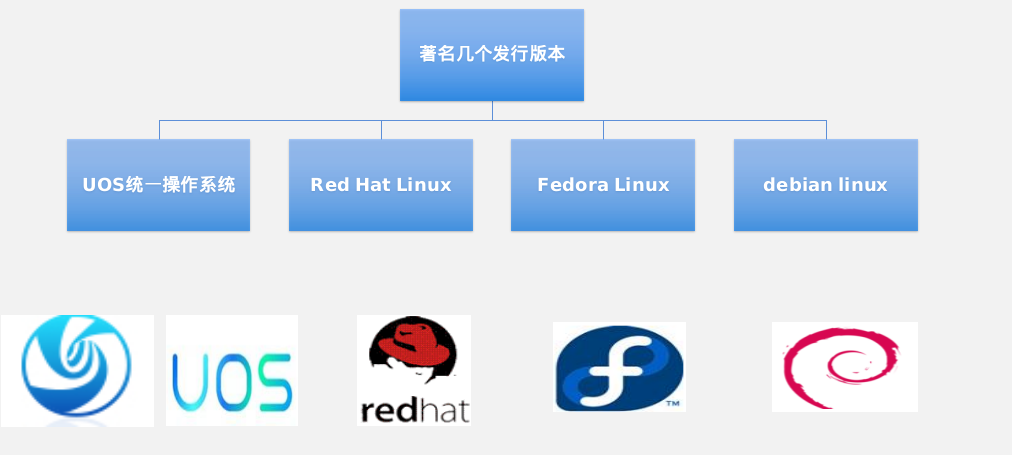 著名几个发行版本
UOS统一操作系统
Red Hat Linux
Fedora Linux
debian linux
UOS
redhat
f
TM